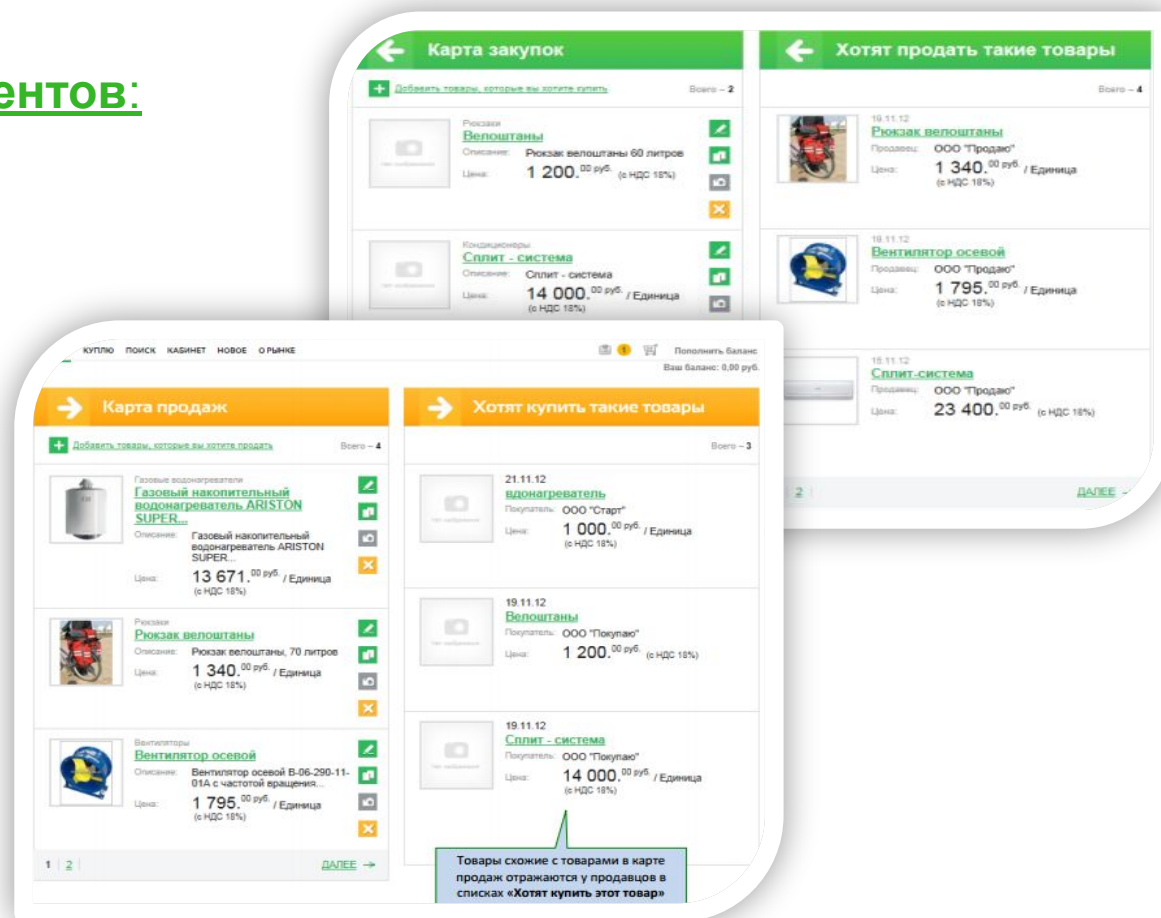 ентов:
Карта закупок
Добавить товары, которые вы хотите купить
Всего – 2
Рюкзаки
Велоштаны
Описание: Рюкзак велоштаны 60 литров
Цена: 1 200.00 руб. (с НДС 18%)
Кондиционеры
Сплит - система
Описание: Сплит - система
Цена: 14 000.00 руб. / Единица
(с НДС 18%)
Хотят продать такие товары
Всего – 4
19.11.12
Рюкзак велоштаны
Продавец: ООО "Продаю"
Цена: 1 340.00 руб. / Единица
(с НДС 18%)
Вентилятор осевой
Продавец: ООО "Продаю"
Цена: 1 795.00 руб. / Единица
(с НДС 18%)
Сплит-система
Продавец: ООО "Продаю"
Цена: 23 400.00 руб. (с НДС 18%)
2
ДАЛЕЕ
КУПЛЮ ПОИСК КАБИНЕТ НОВОЕ О РЫНКЕ
1
Пополнить баланс
Ваш баланс: 0,00 руб.
Карта продаж
Добавить товары, которые вы хотите продать
Всего – 4
Газовые водонагреватели
Газовый накопительный
водонагреватель ARISTON
SUPER...
Описание: Газовый накопительный
водонагреватель ARISTON
SUPER...
Цена: 13 671.00 руб. / Единица
(с НДС 18%)
Рюкзаки
Рюкзак велоштаны
Описание: Рюкзак велоштаны, 70 литров
Цена: 1 340.00 руб. / Единица
(с НДС 18%)
Вентиляторы
Вентилятор осевой
Описание: Вентилятор осевой В-06-290-11-
01А с частотой вращения...
Цена: 1 795.00 руб. / Единица
(с НДС 18%)
1 | 2 |
ДАЛЕЕ →
Хотят купить такие товары
Всего – 3
21.11.12
вдонагреватель
Покупатель: ООО "Старт"
Цена: 1 000.00 руб. / Единица
(с НДС 18%)
19.11.12
Велоштаны
Покупатель: ООО "Покупаю"
Цена: 1 200.00 руб. (с НДС 18%)
19.11.12
Сплит - система
Покупатель: ООО "Покупаю"
Цена: 14 000.00 руб. / Единица
(с НДС 18%)
Товары схожие с товарами в карте
продаж отражаются у продавцов в
списках «Хотят купить этот товар»